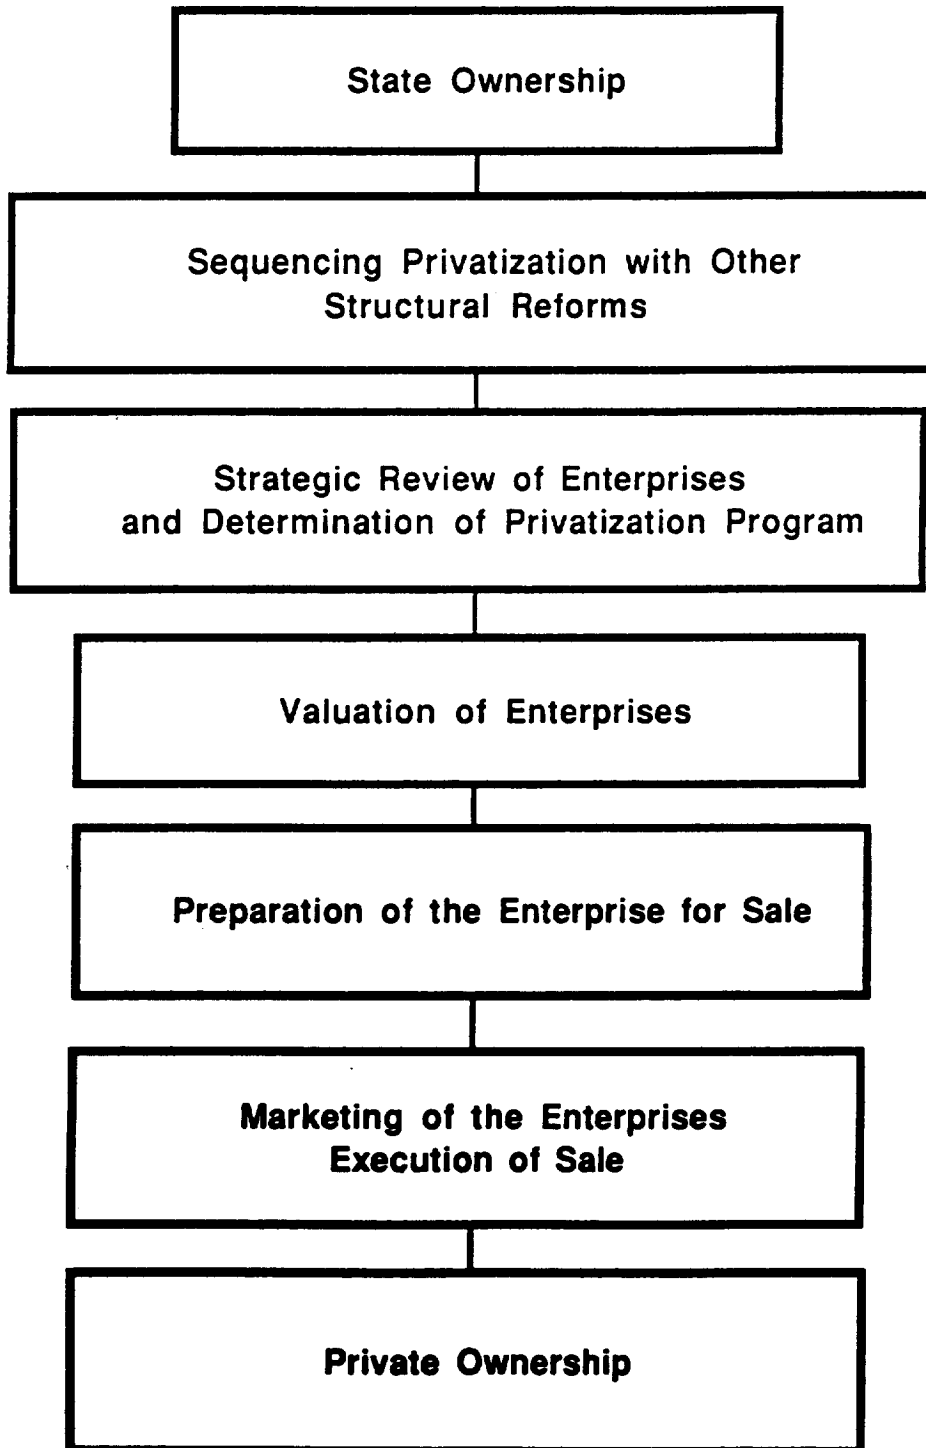 State Ownership
Sequencing Privatization with Other
Structural Reforms
Strategic Review of Enterprises
and Determination of Privatization Program
Valuation of Enterprises
Preparation of the Enterprise for Sale
Marketing of the Enterprises
Execution of Sale
Private Ownership